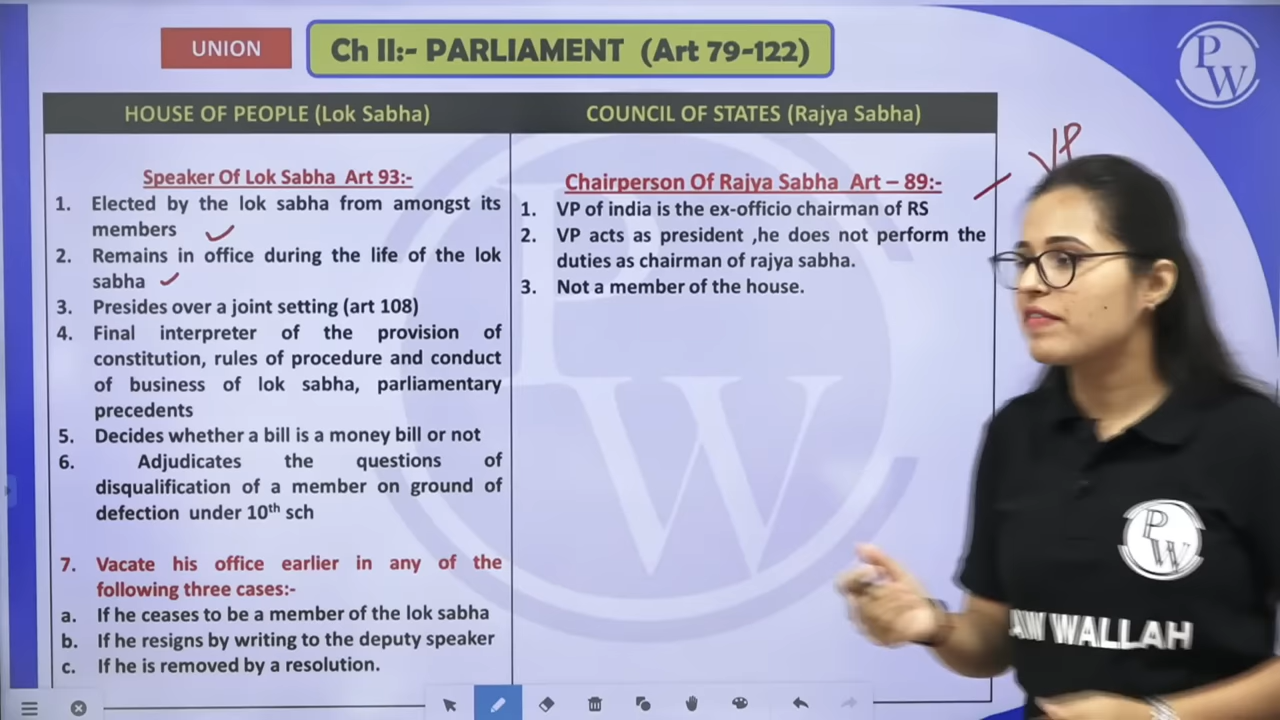 UNION
Ch II:- PARLIAMENT (Art 79-122)
PW
HOUSE OF PEOPLE (Lok Sabha)
COUNCIL OF STATES (Rajya Sabha)
VP
Speaker Of Lok Sabha Art 93:-
1. Elected by the lok sabha from amongst its
members
2. Remains in office during the life of the lok
sabha
3. Presides over a joint setting (art 108)
4. Final interpreter of the provision of
constitution, rules of procedure and conduct
of business of lok sabha, parliamentary
precedents
5. Decides whether a bill is a money bill or not
6. Adjudicates the questions of
disqualification of a member on ground of
defection under 10th sch
7. Vacate his office earlier in any of the
following three cases:-
a. If he ceases to be a member of the lok sabha
b. If he resigns by writing to the deputy speaker
c. If he is removed by a resolution.
Chairperson Of Rajya Sabha Art – 89:-
1. VP of india is the ex-officio chairman of RS
2. VP acts as president ,he does not perform the
duties as chairman of rajya sabha.
3. Not a member of the house.
PW
PW
AW WALLAH